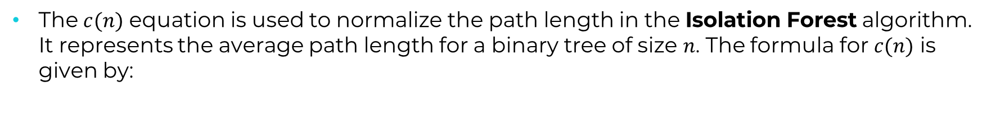 • The c(n) equation is used to normalize the path length in the Isolation Forest algorithm.
It represents the average path length for a binary tree of size n. The formula for c(n) is
given by: